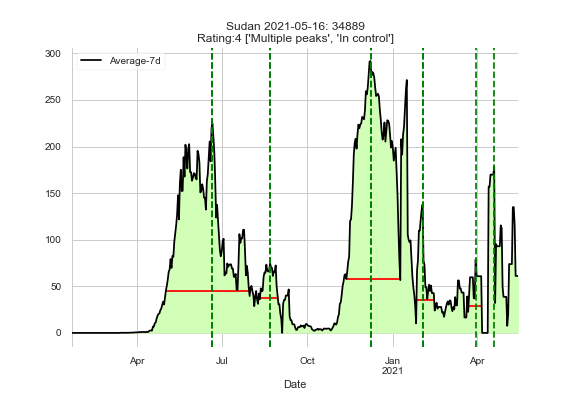 Sudan 2021-05-16: 34889
Rating:4 ['Multiple peaks', 'In control']
300
Average-7d
250
200
150
100
50
0
Apr
Jul
Oct
Jan
Apr
2021
Date